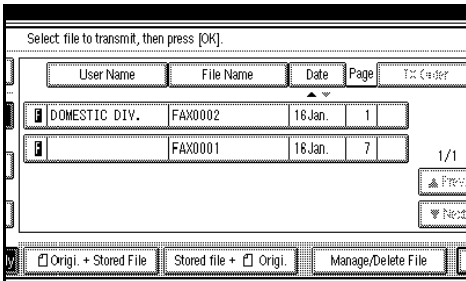 Select file to transmit, then press [OK].
User Name File Name Date Page TX Order
DOMESTIC DIV. FAX0002 16Jan. 1
FAX0001 16Jan. 7
1/1
▲ Prev.
▼ Next
Origi. + Stored File Stored file + Origi. Manage/Delete File